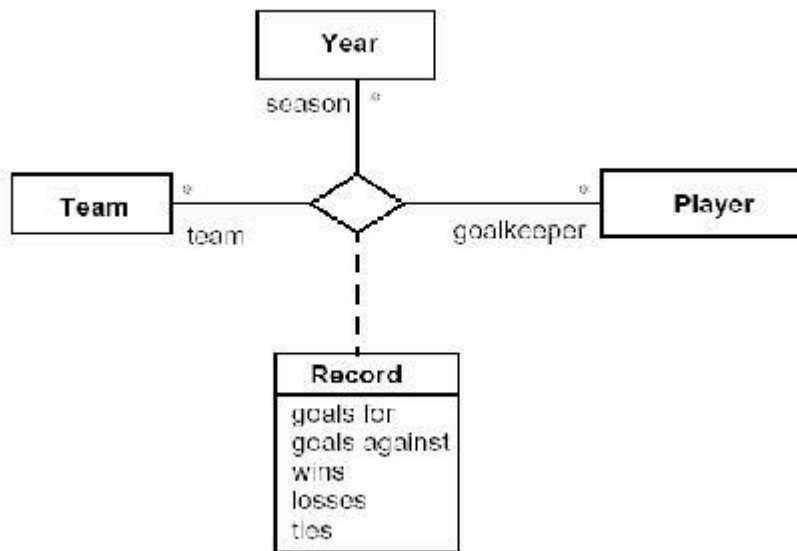 Year
season *
* *
Team Player
team goalkeeper
Record
goals for
goals against
wins
losses
ties